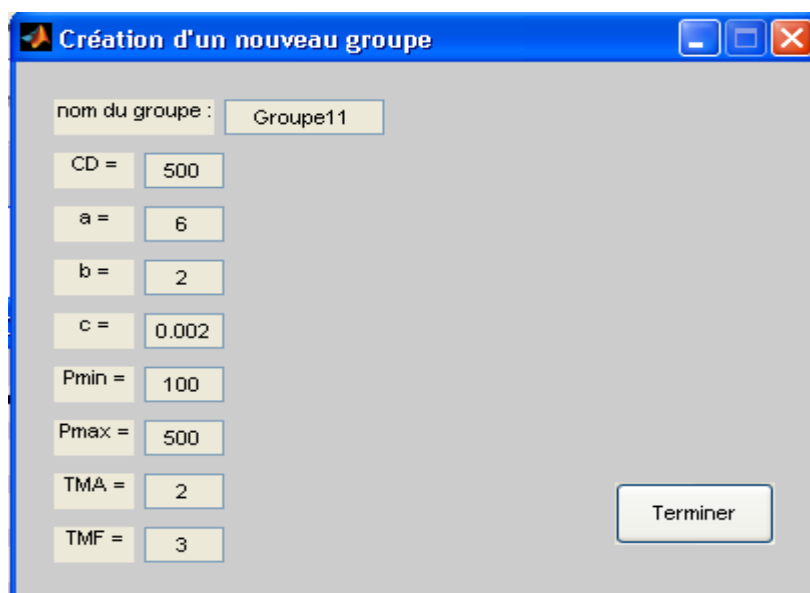 Création d'un nouveau groupe
nom du groupe : Groupe11
CD = 500
a = 6
b = 2
c = 0.002
Pmin = 100
Pmax = 500
TMA = 2
TMF = 3
Terminer